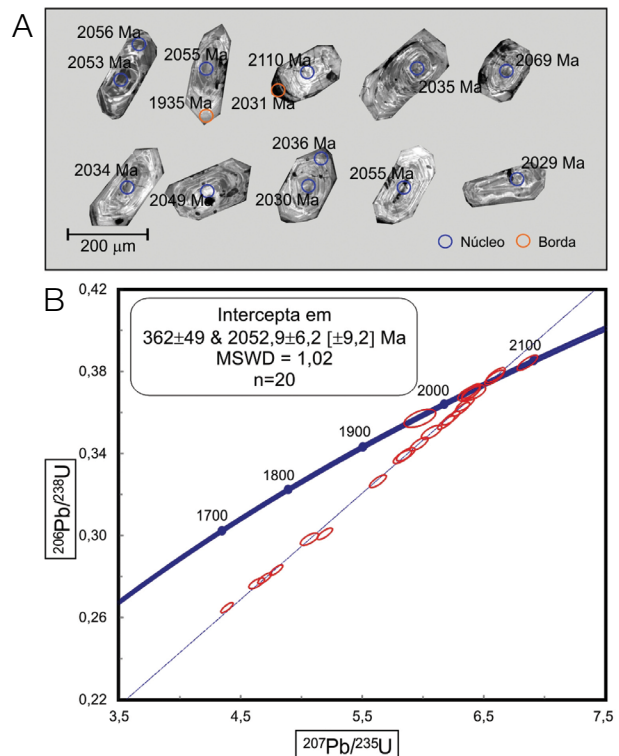 A
2056 Ma
2053 Ma
2055 Ma
1935 Ma
2110 Ma
2031 Ma
2035 Ma
2069 Ma
2034 Ma
2049 Ma
2036 Ma
2030 Ma
2055 Ma
2029 Ma
200 μm
Núcleo
Borda
B
0,42
0,38
0,34
0,30
0,26
0,22
Intercepta em
362±49 & 2052,9±6,2 [±9,2] Ma
MSWD = 1,02
n=20
2100
2000
1900
1800
1700
²⁰⁶Pb/²³⁸U
3,5
4,5
5,5
6,5
7,5
²⁰⁷Pb/²³⁵U